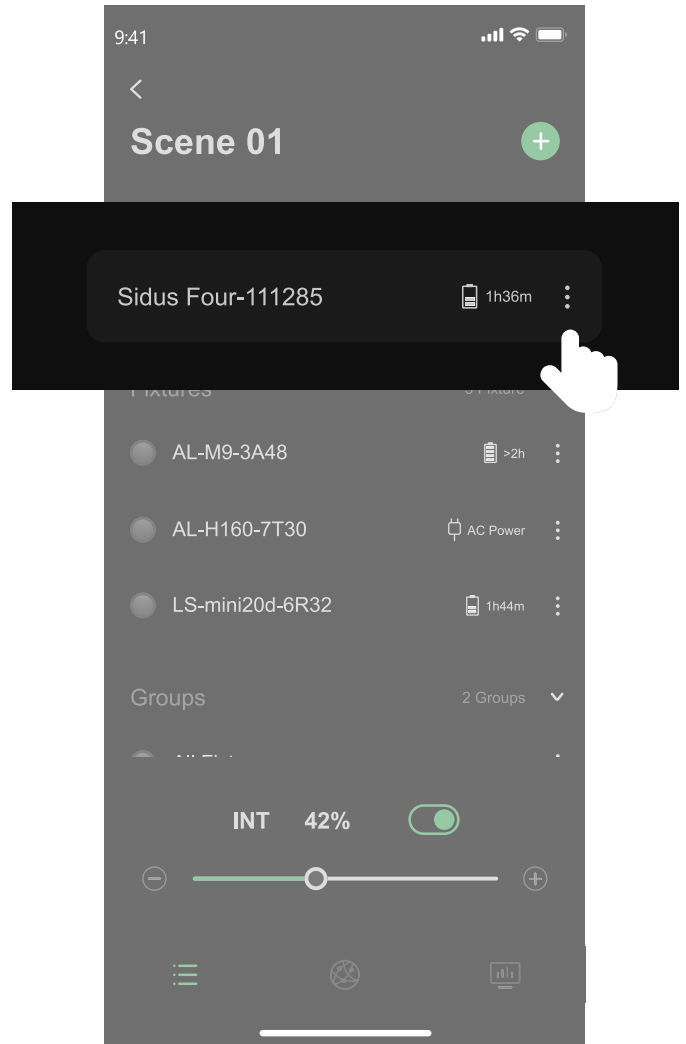 9:41
Scene 01
Sidus Four-111285 1h36m
Fixtures
AL-M9-3A48 >2h
AL-H160-7T30 AC Power
LS-mini20d-6R32 1h44m
Groups 2 Groups
INT 42%